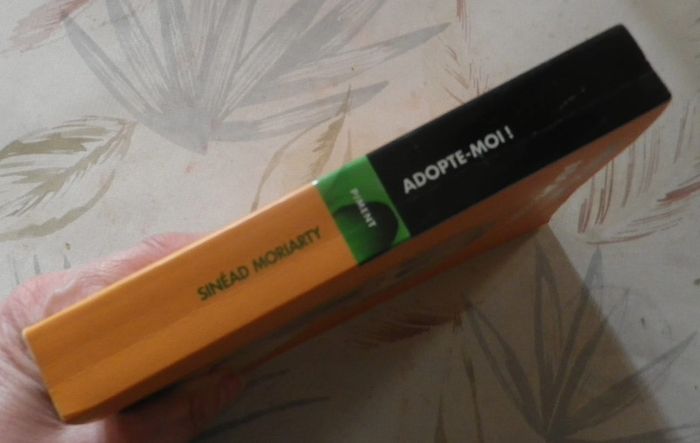 SINÉAD MORIARTY
PIMENT
ADOPTE-MOI !